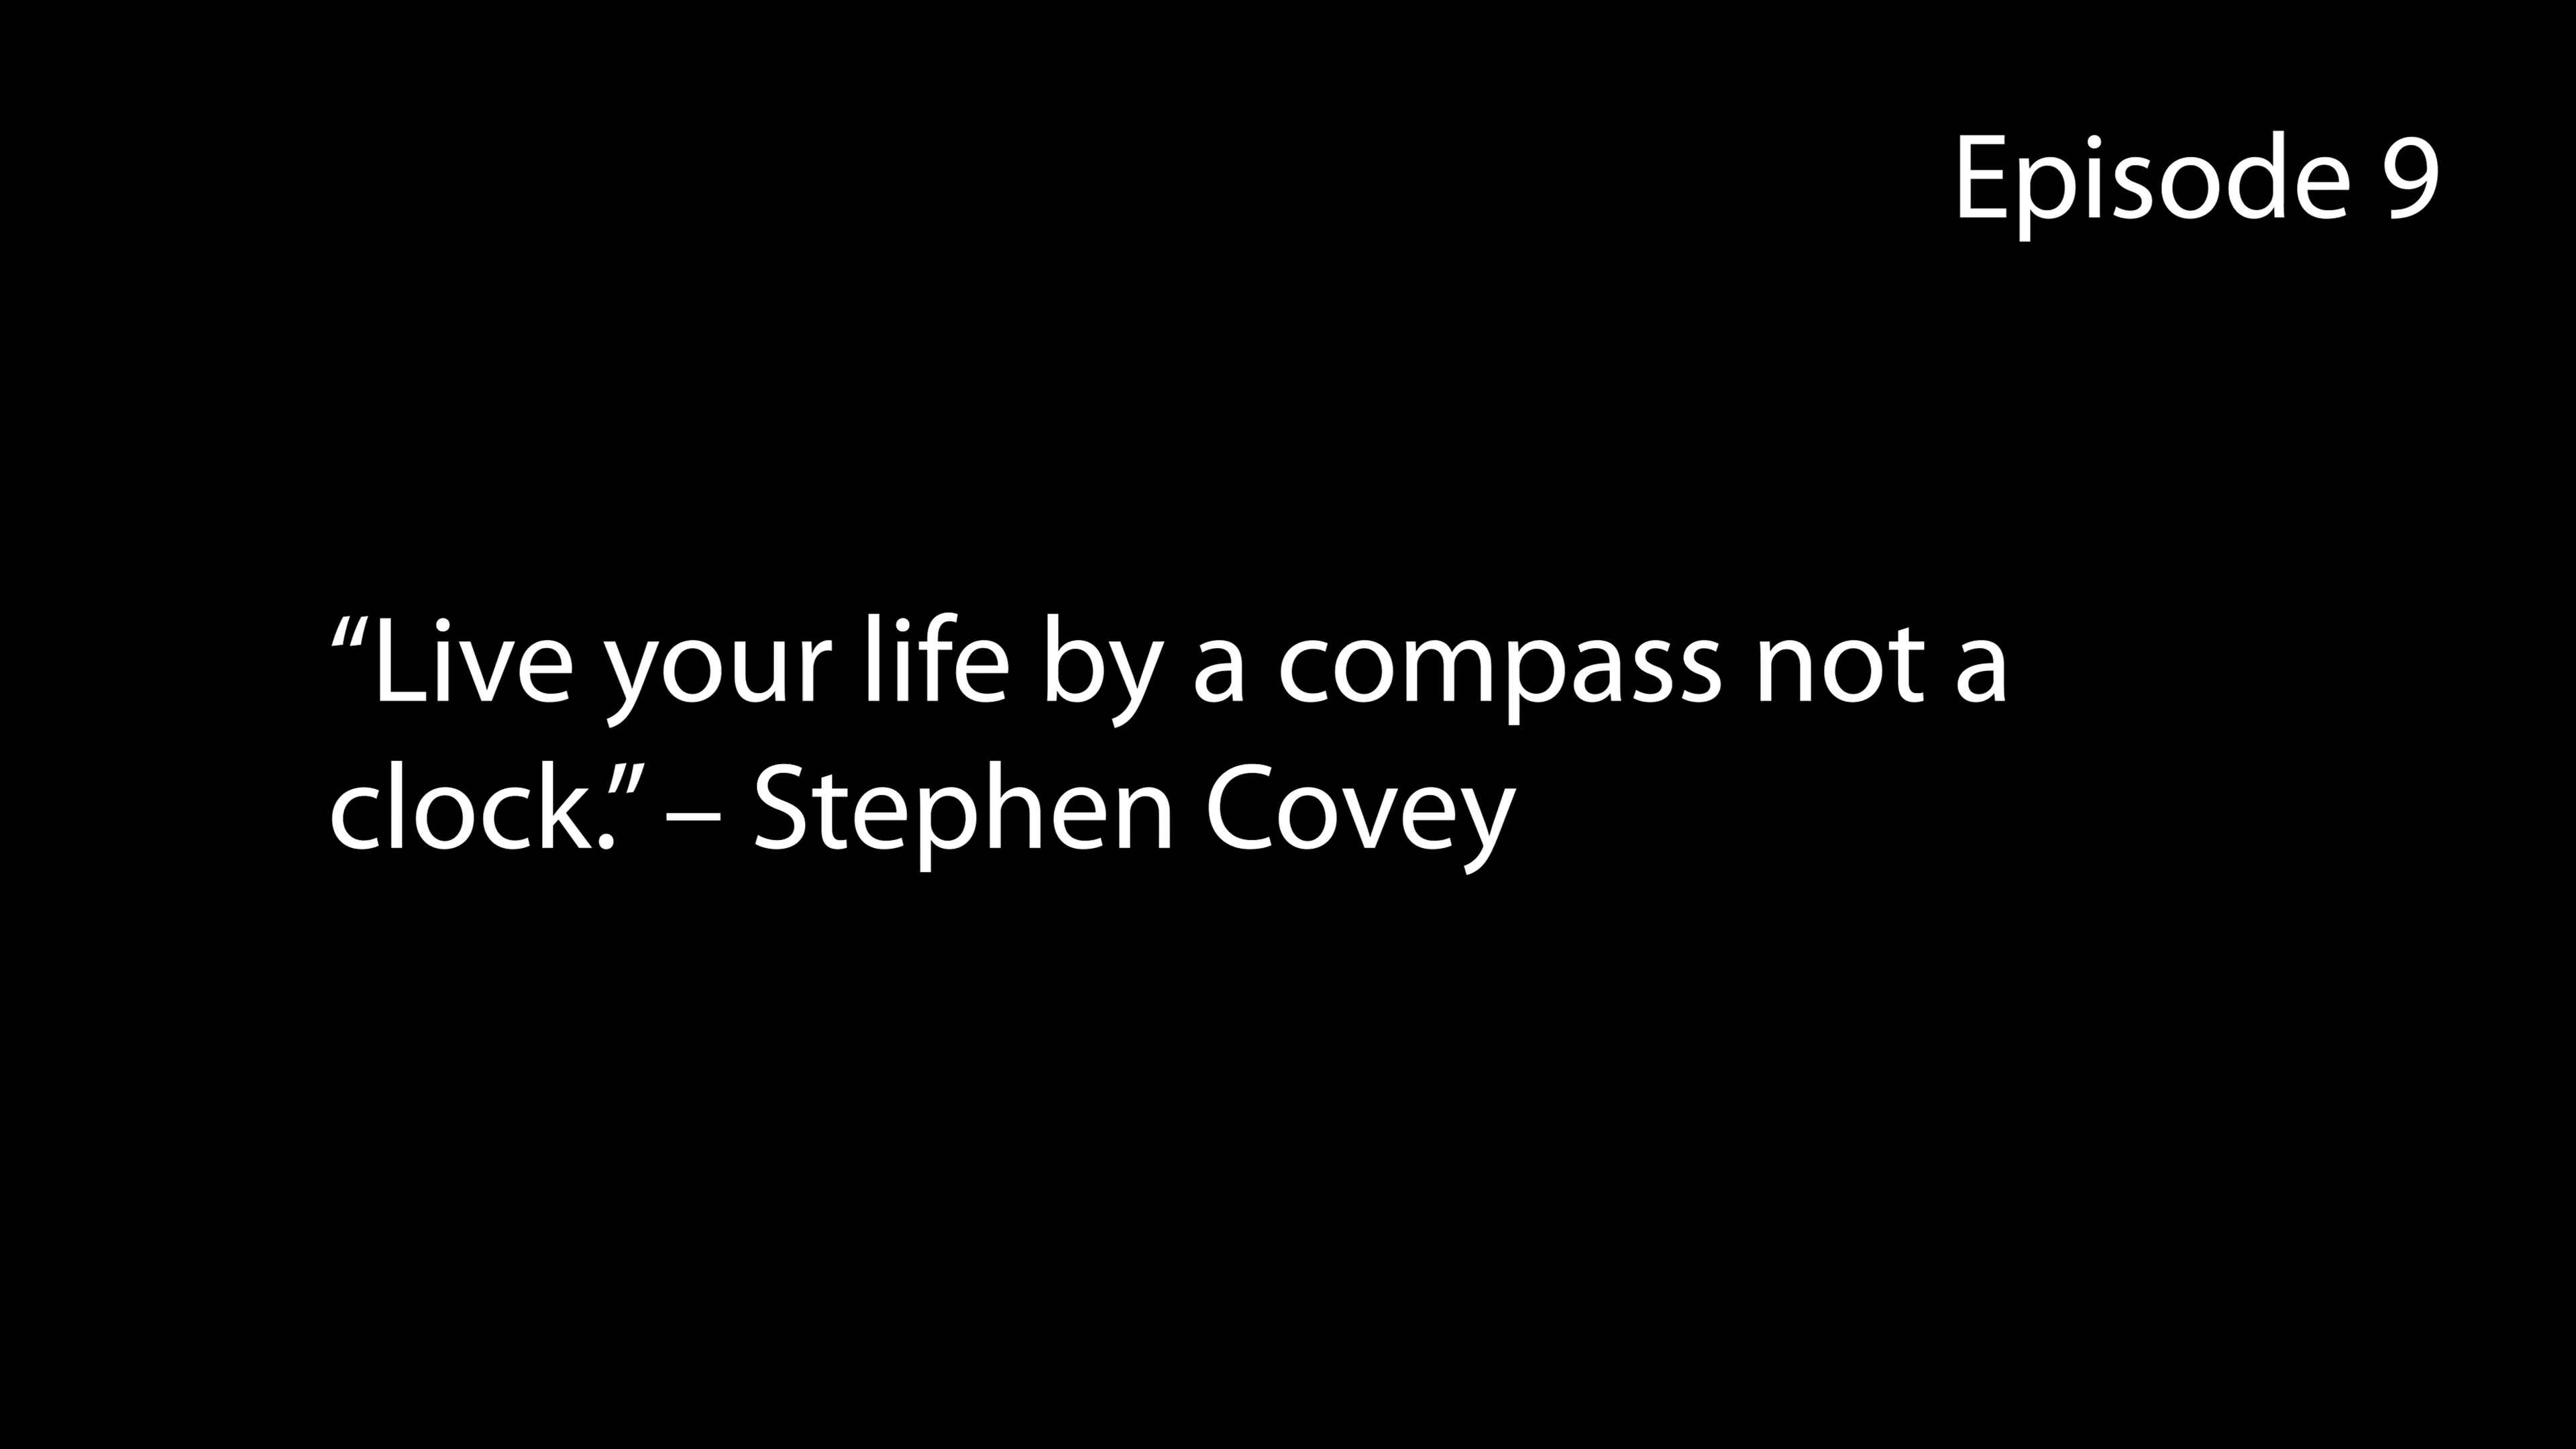 Episode 9
“Live your life by a compass not a
clock.” – Stephen Covey